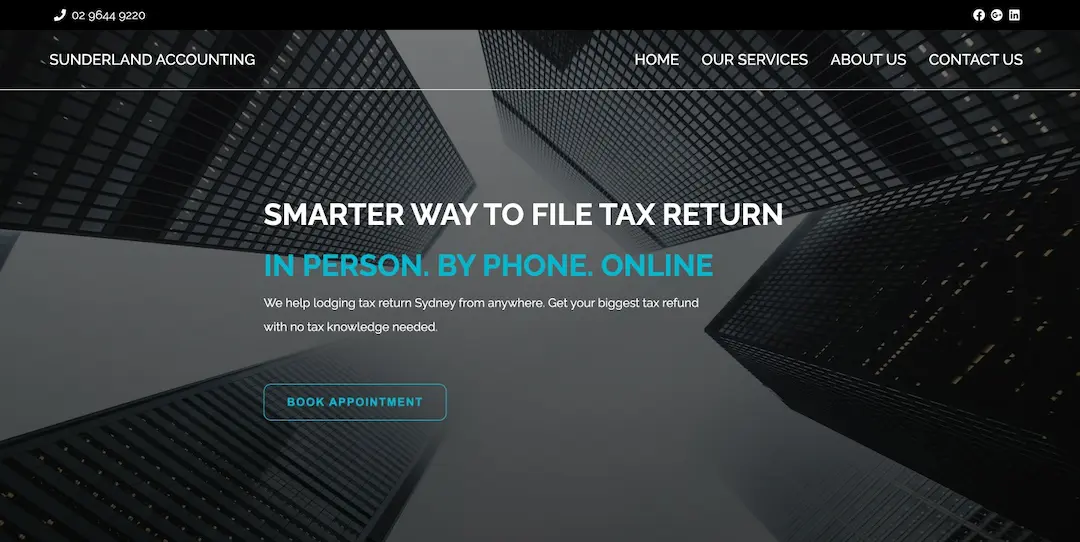 02 9644 9220
SUNDERLAND ACCOUNTING
HOME OUR SERVICES ABOUT US CONTACT US
SMARTER WAY TO FILE TAX RETURN
IN PERSON. BY PHONE. ONLINE
We help lodging tax return Sydney from anywhere. Get your biggest tax refund
with no tax knowledge needed.
BOOK APPOINTMENT